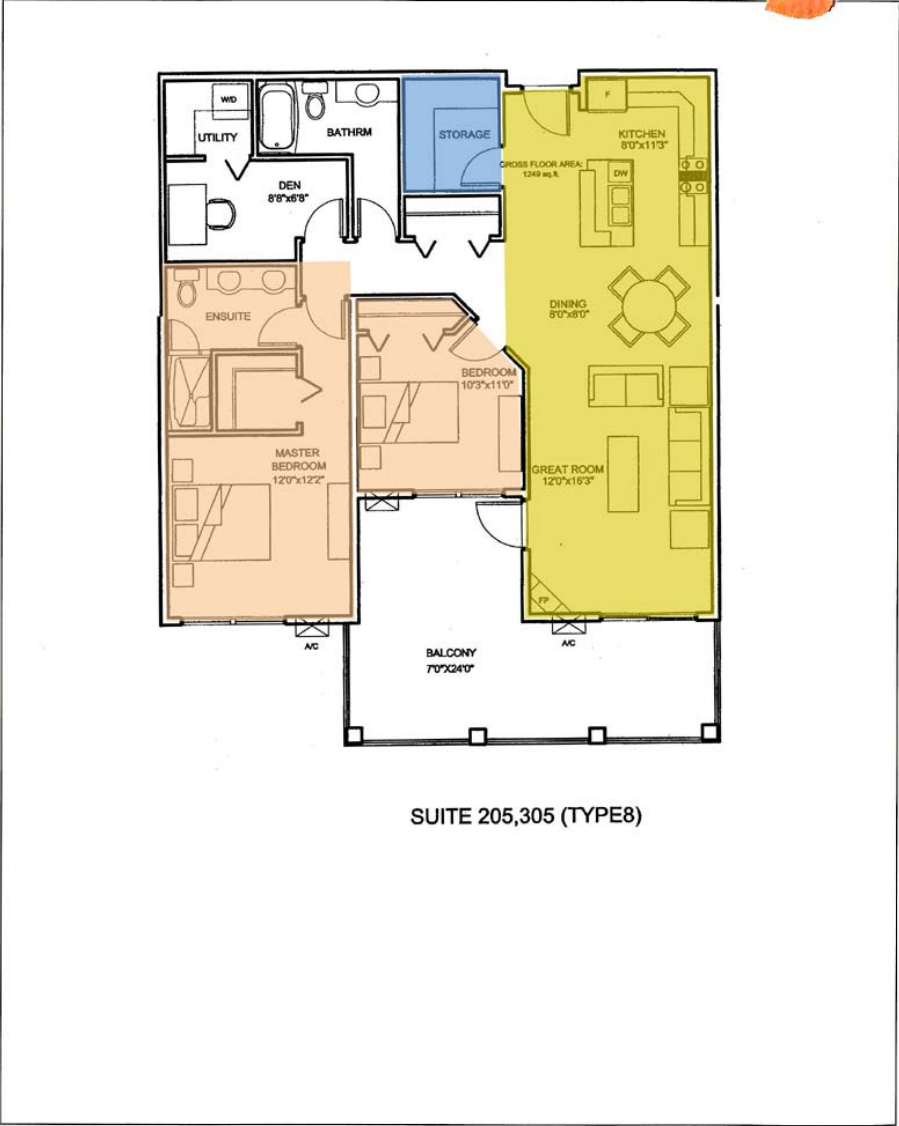 W/D
UTILITY
BATHRM
STORAGE
F
KITCHEN
8'0"x11'3"
GROSS FLOOR AREA:
1249 sq.ft.
DW
DEN
8'8"x6'8"
ENSUITE
DINING
8'0"x8'0"
BEDROOM
10'3"x11'0"
MASTER
BEDROOM
12'0"x12'2"
GREAT ROOM
12'0"x16'3"
FP
A/C
A/C
BALCONY
7'0"X24'0"
SUITE 205,305 (TYPE8)